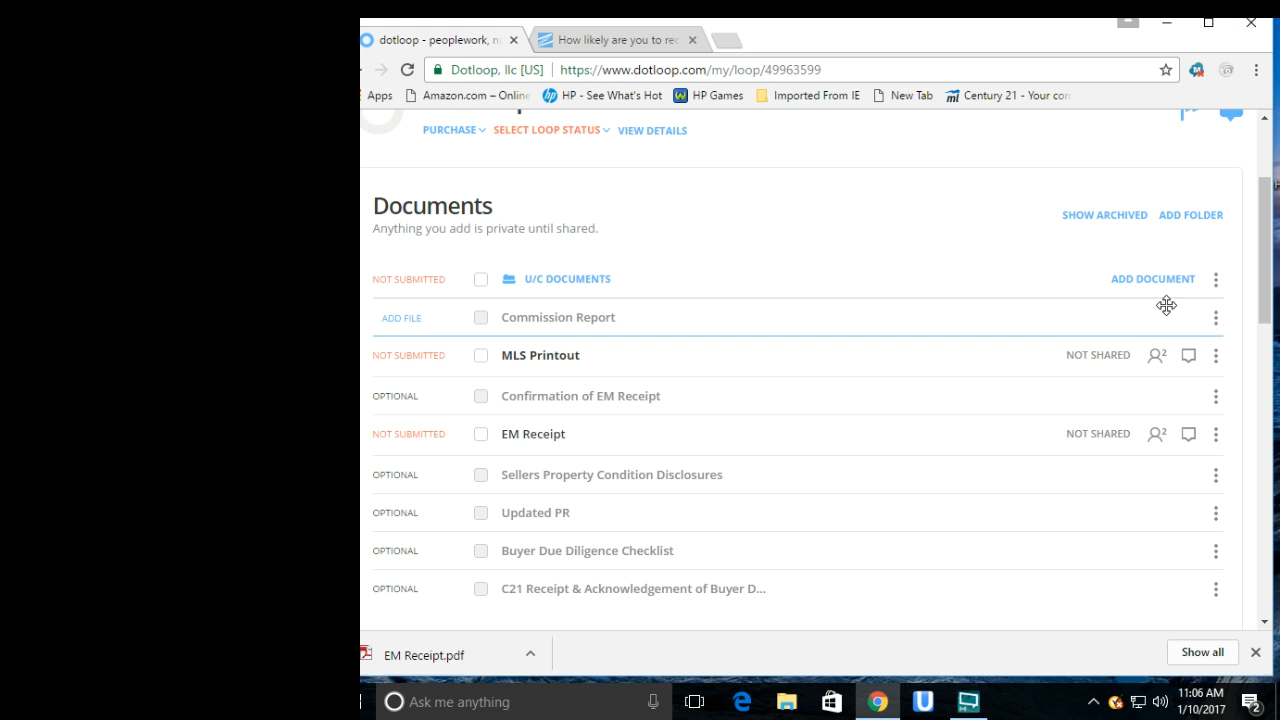 dotloop - peoplework, n
How likely are you to rec
Dotloop, llc [US] https://www.dotloop.com/my/loop/49963599
Apps Amazon.com – Online HP - See What's Hot HP Games Imported From IE New Tab Century 21 - Your con
PURCHASE SELECT LOOP STATUS VIEW DETAILS
Documents
Anything you add is private until shared.
SHOW ARCHIVED ADD FOLDER
NOT SUBMITTED U/C DOCUMENTS ADD DOCUMENT
ADD FILE Commission Report
NOT SUBMITTED MLS Printout NOT SHARED 2
OPTIONAL Confirmation of EM Receipt
NOT SUBMITTED EM Receipt NOT SHARED 2
OPTIONAL Sellers Property Condition Disclosures
OPTIONAL Updated PR
OPTIONAL Buyer Due Diligence Checklist
OPTIONAL C21 Receipt & Acknowledgement of Buyer D...
EM Receipt.pdf Show all
Ask me anything
11:06 AM
1/10/2017
2